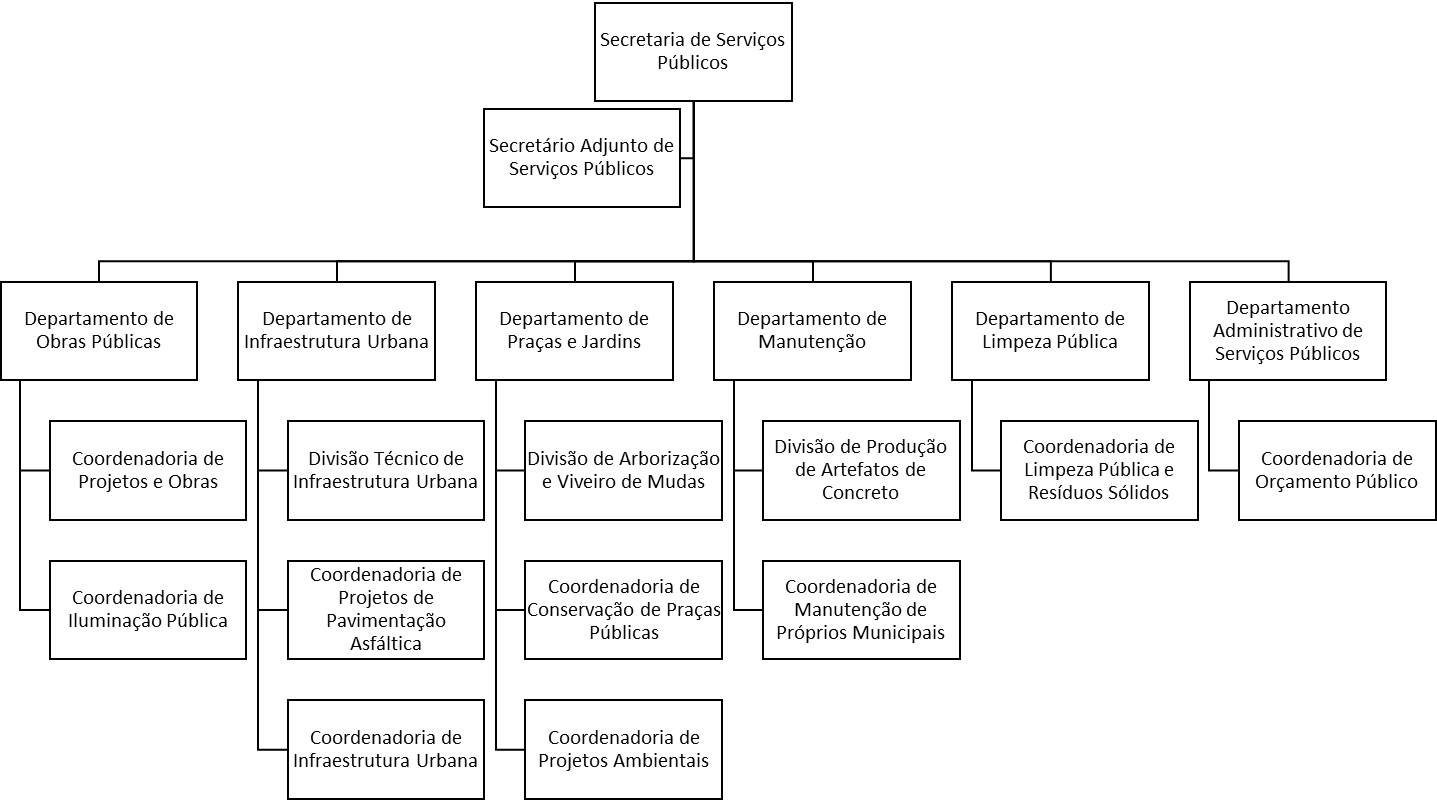 Secretaria de Serviços
Públicos
Secretário Adjunto de
Serviços Públicos
Departamento de
Obras Públicas
Departamento de
Infraestrutura Urbana
Departamento de
Praças e Jardins
Departamento de
Manutenção
Departamento de
Limpeza Pública
Departamento
Administrativo de
Serviços Públicos
Coordenadoria de
Projetos e Obras
Divisão Técnico de
Infraestrutura Urbana
Divisão de Arborização
e Viveiro de Mudas
Divisão de Produção
de Artefatos de
Concreto
Coordenadoria de
Limpeza Pública e
Resíduos Sólidos
Coordenadoria de
Orçamento Público
Coordenadoria de
Iluminação Pública
Coordenadoria de
Projetos de
Pavimentação
Asfáltica
Coordenadoria de
Conservação de Praças
Públicas
Coordenadoria de
Manutenção de
Próprios Municipais
Coordenadoria de
Infraestrutura Urbana
Coordenadoria de
Projetos Ambientais